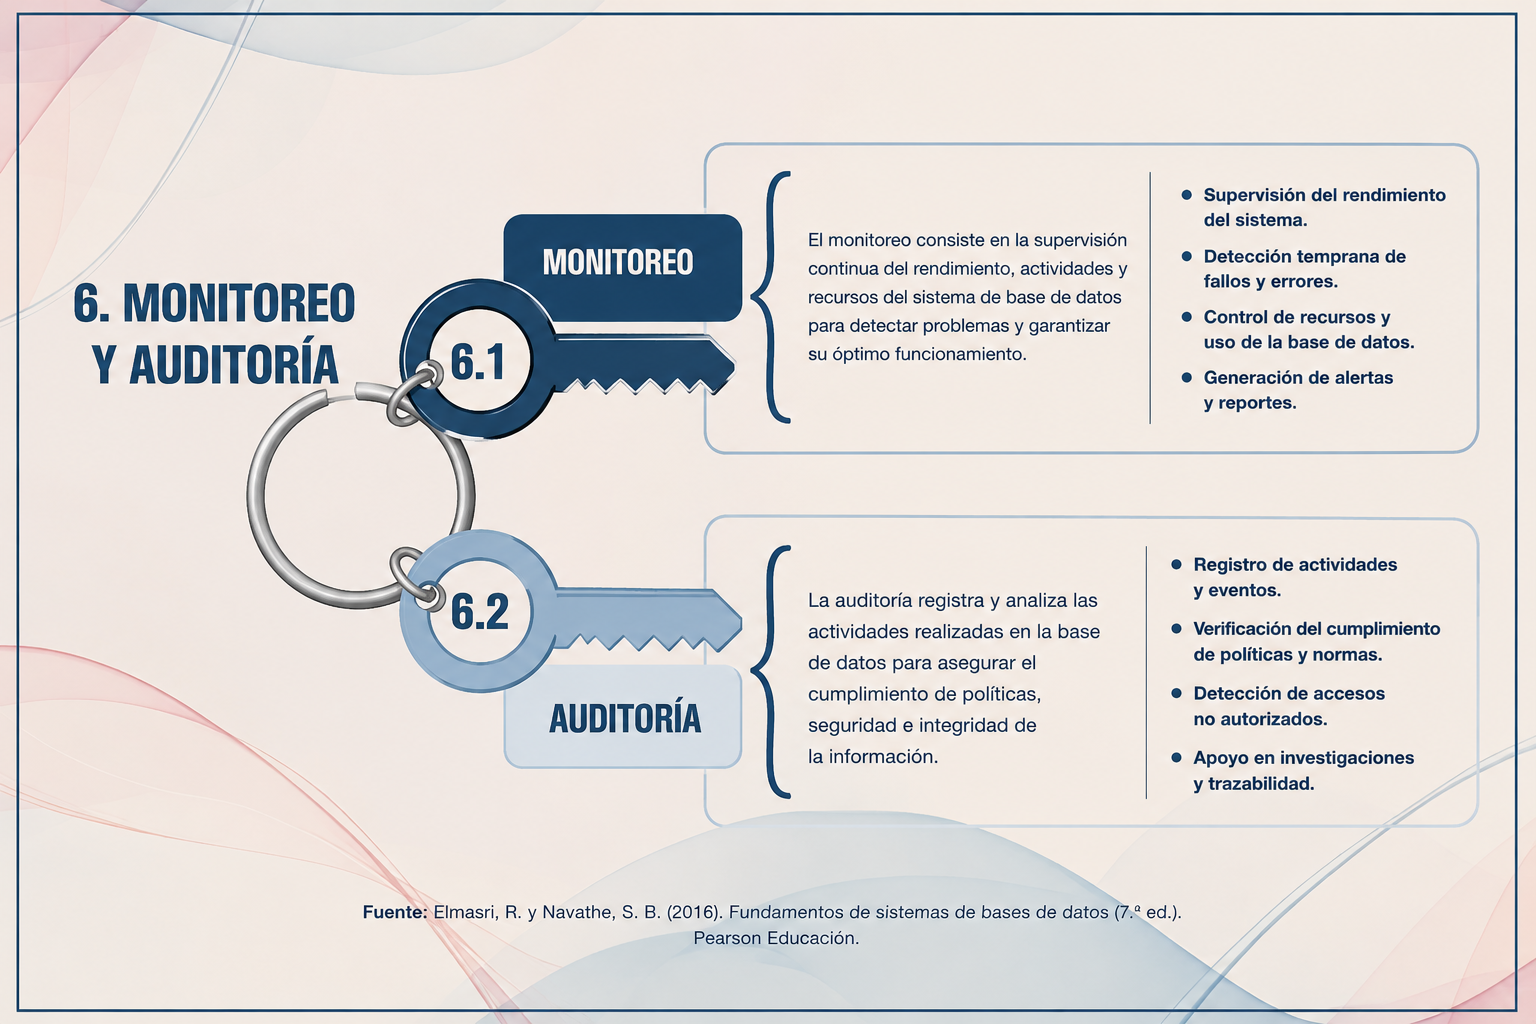 6. MONITOREO
Y AUDITORÍA
6.1
MONITOREO
El monitoreo consiste en la supervisión
continua del rendimiento, actividades y
recursos del sistema de base de datos
para detectar problemas y garantizar
su óptimo funcionamiento.
Supervisión del rendimiento
del sistema.
Detección temprana de
fallos y errores.
Control de recursos y
uso de la base de datos.
Generación de alertas
y reportes.
6.2
AUDITORÍA
La auditoría registra y analiza las
actividades realizadas en la base
de datos para asegurar el
cumplimiento de políticas,
seguridad e integridad de
la información.
Registro de actividades
y eventos.
Verificación del cumplimiento
de políticas y normas.
Detección de accesos
no autorizados.
Apoyo en investigaciones
y trazabilidad.
Fuente: Elmasri, R. y Navathe, S. B. (2016). Fundamentos de sistemas de bases de datos (7.ª ed.).
Pearson Educación.